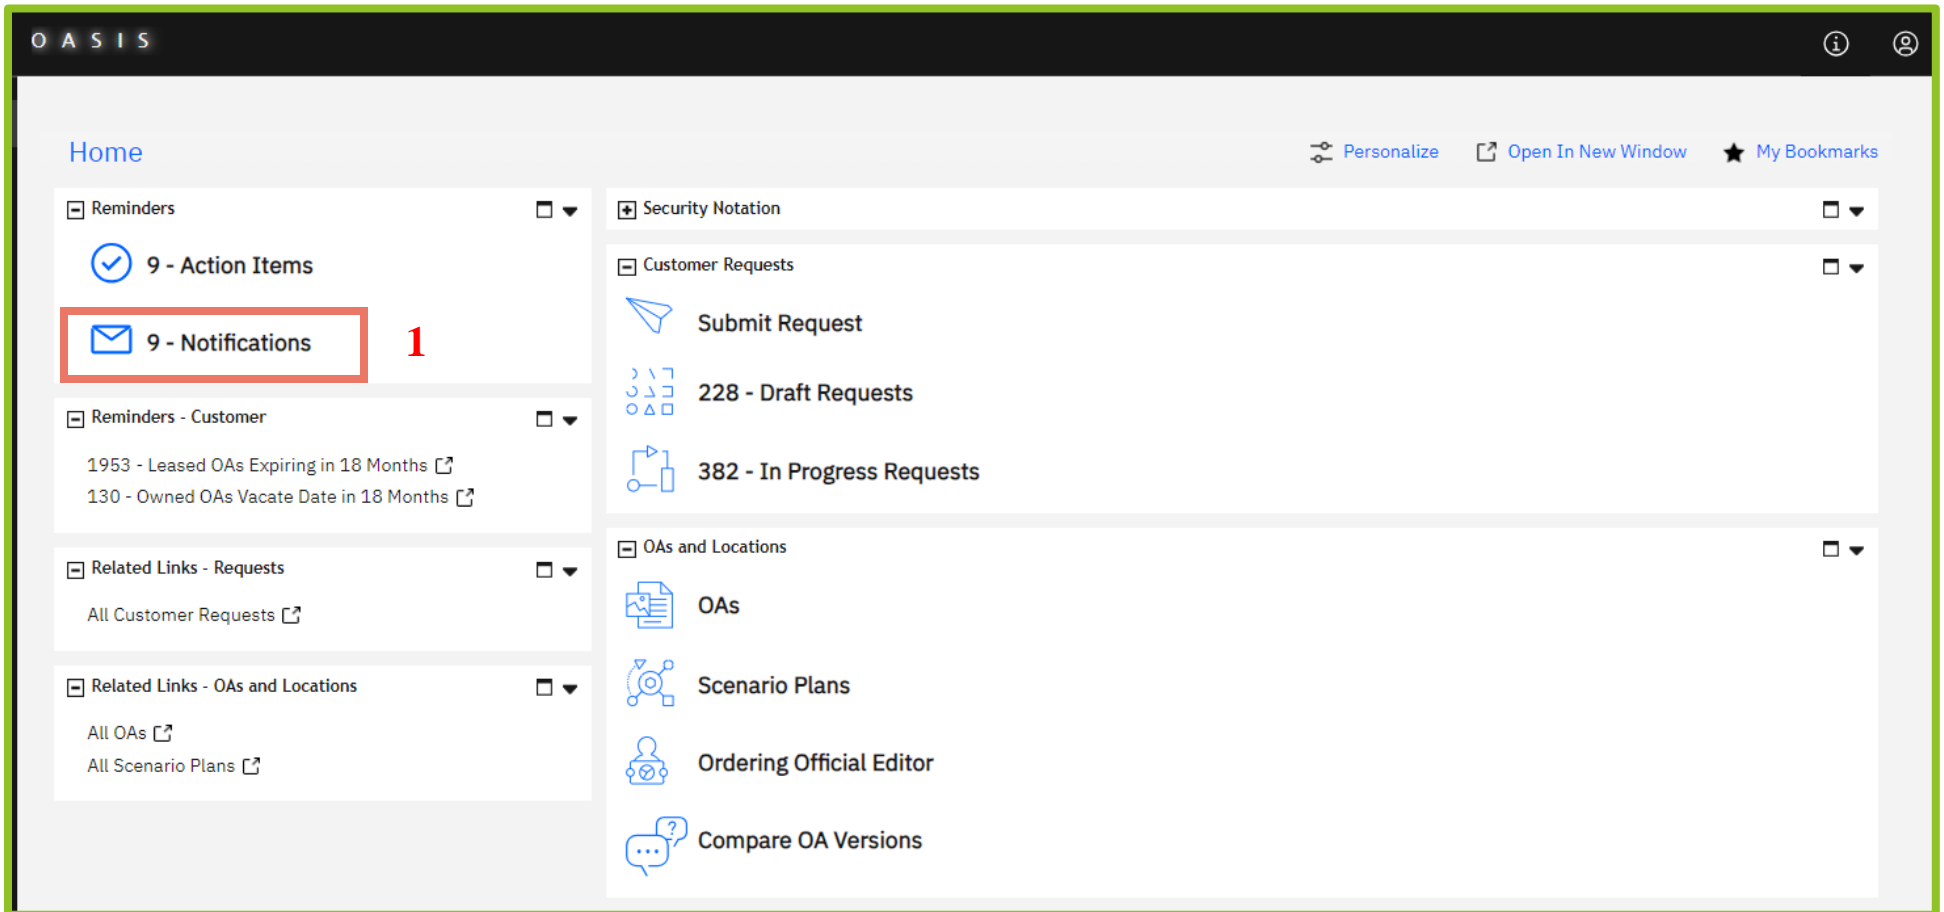 OASIS
Home
Personalize
Open In New Window
My Bookmarks
Reminders
9 - Action Items
9 - Notifications
1
Reminders - Customer
1953 - Leased OAs Expiring in 18 Months
130 - Owned OAs Vacate Date in 18 Months
Related Links - Requests
All Customer Requests
Related Links - OAs and Locations
All OAs
All Scenario Plans
Security Notation
Customer Requests
Submit Request
228 - Draft Requests
382 - In Progress Requests
OAs and Locations
OAs
Scenario Plans
Ordering Official Editor
Compare OA Versions